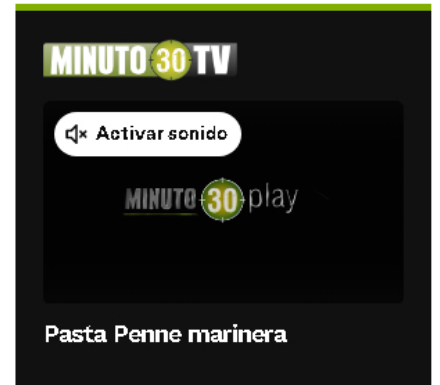 MINUTO 30 TV
Activar sonido
MINUTO 30 play
Pasta Penne marinera